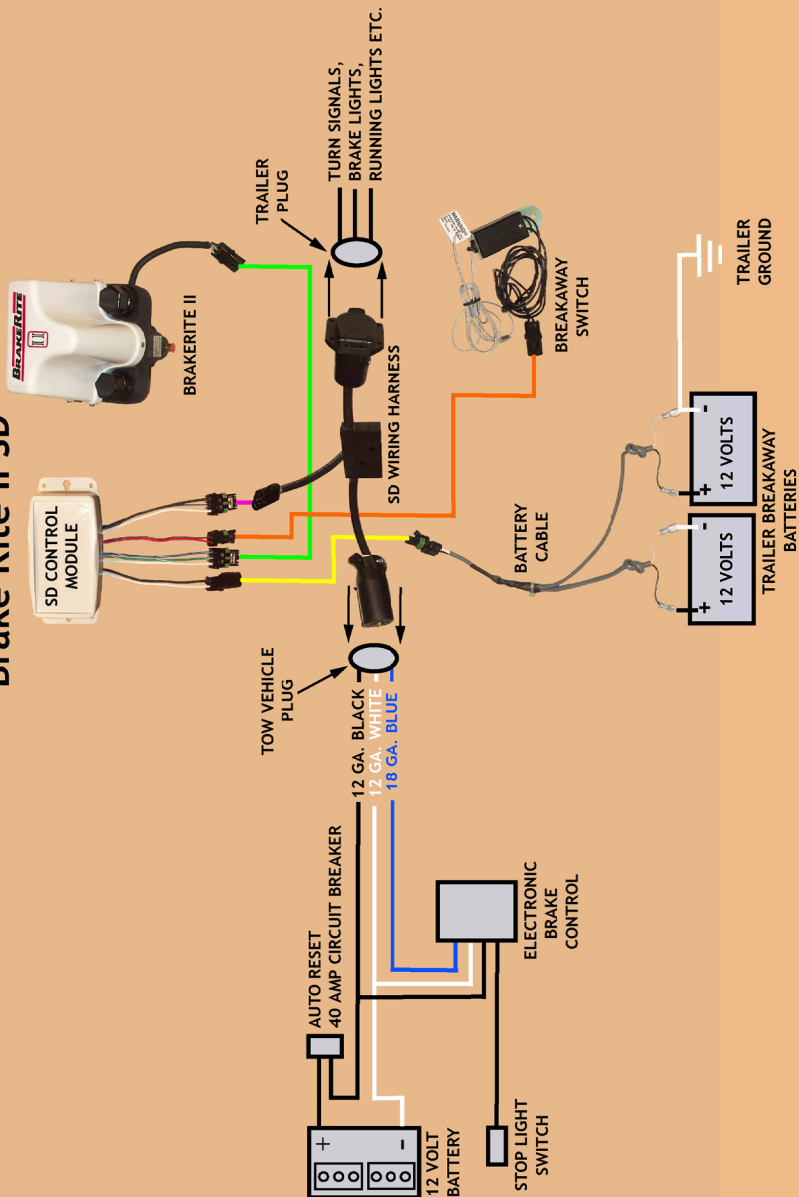 Brake Rite II SD
SD CONTROL
MODULE
BRAKERITE
II
BRAKERITE II
TRAILER
PLUG
TURN SIGNALS,
BRAKE LIGHTS,
RUNNING LIGHTS ETC.
SD WIRING HARNESS
WARNING
BREAKAWAY
SWITCH
TOW VEHICLE
PLUG
12 GA. BLACK
12 GA. WHITE
18 GA. BLUE
BATTERY
CABLE
TRAILER
GROUND
+
12 VOLTS
-
+
12 VOLTS
-
TRAILER BREAKAWAY
BATTERIES
AUTO RESET
40 AMP CIRCUIT BREAKER
ELECTRONIC
BRAKE
CONTROL
+
-
12 VOLT
BATTERY
STOP LIGHT
SWITCH